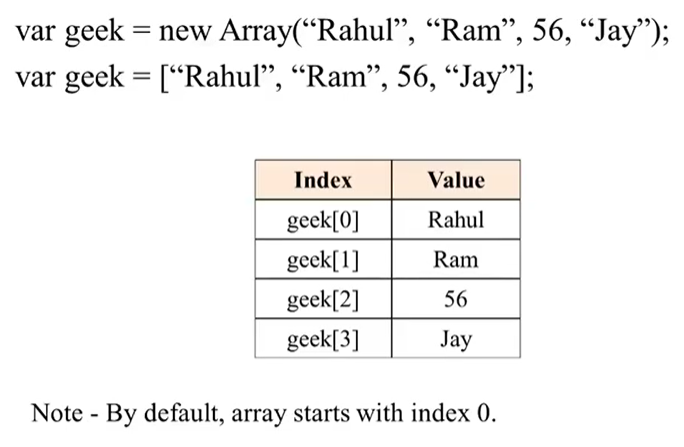 var geek = new Array(“Rahul”, “Ram”, 56, “Jay”);
var geek = [“Rahul”, “Ram”, 56, “Jay”];
Index Value
geek[0] Rahul
geek[1] Ram
geek[2] 56
geek[3] Jay
Note - By default, array starts with index 0.